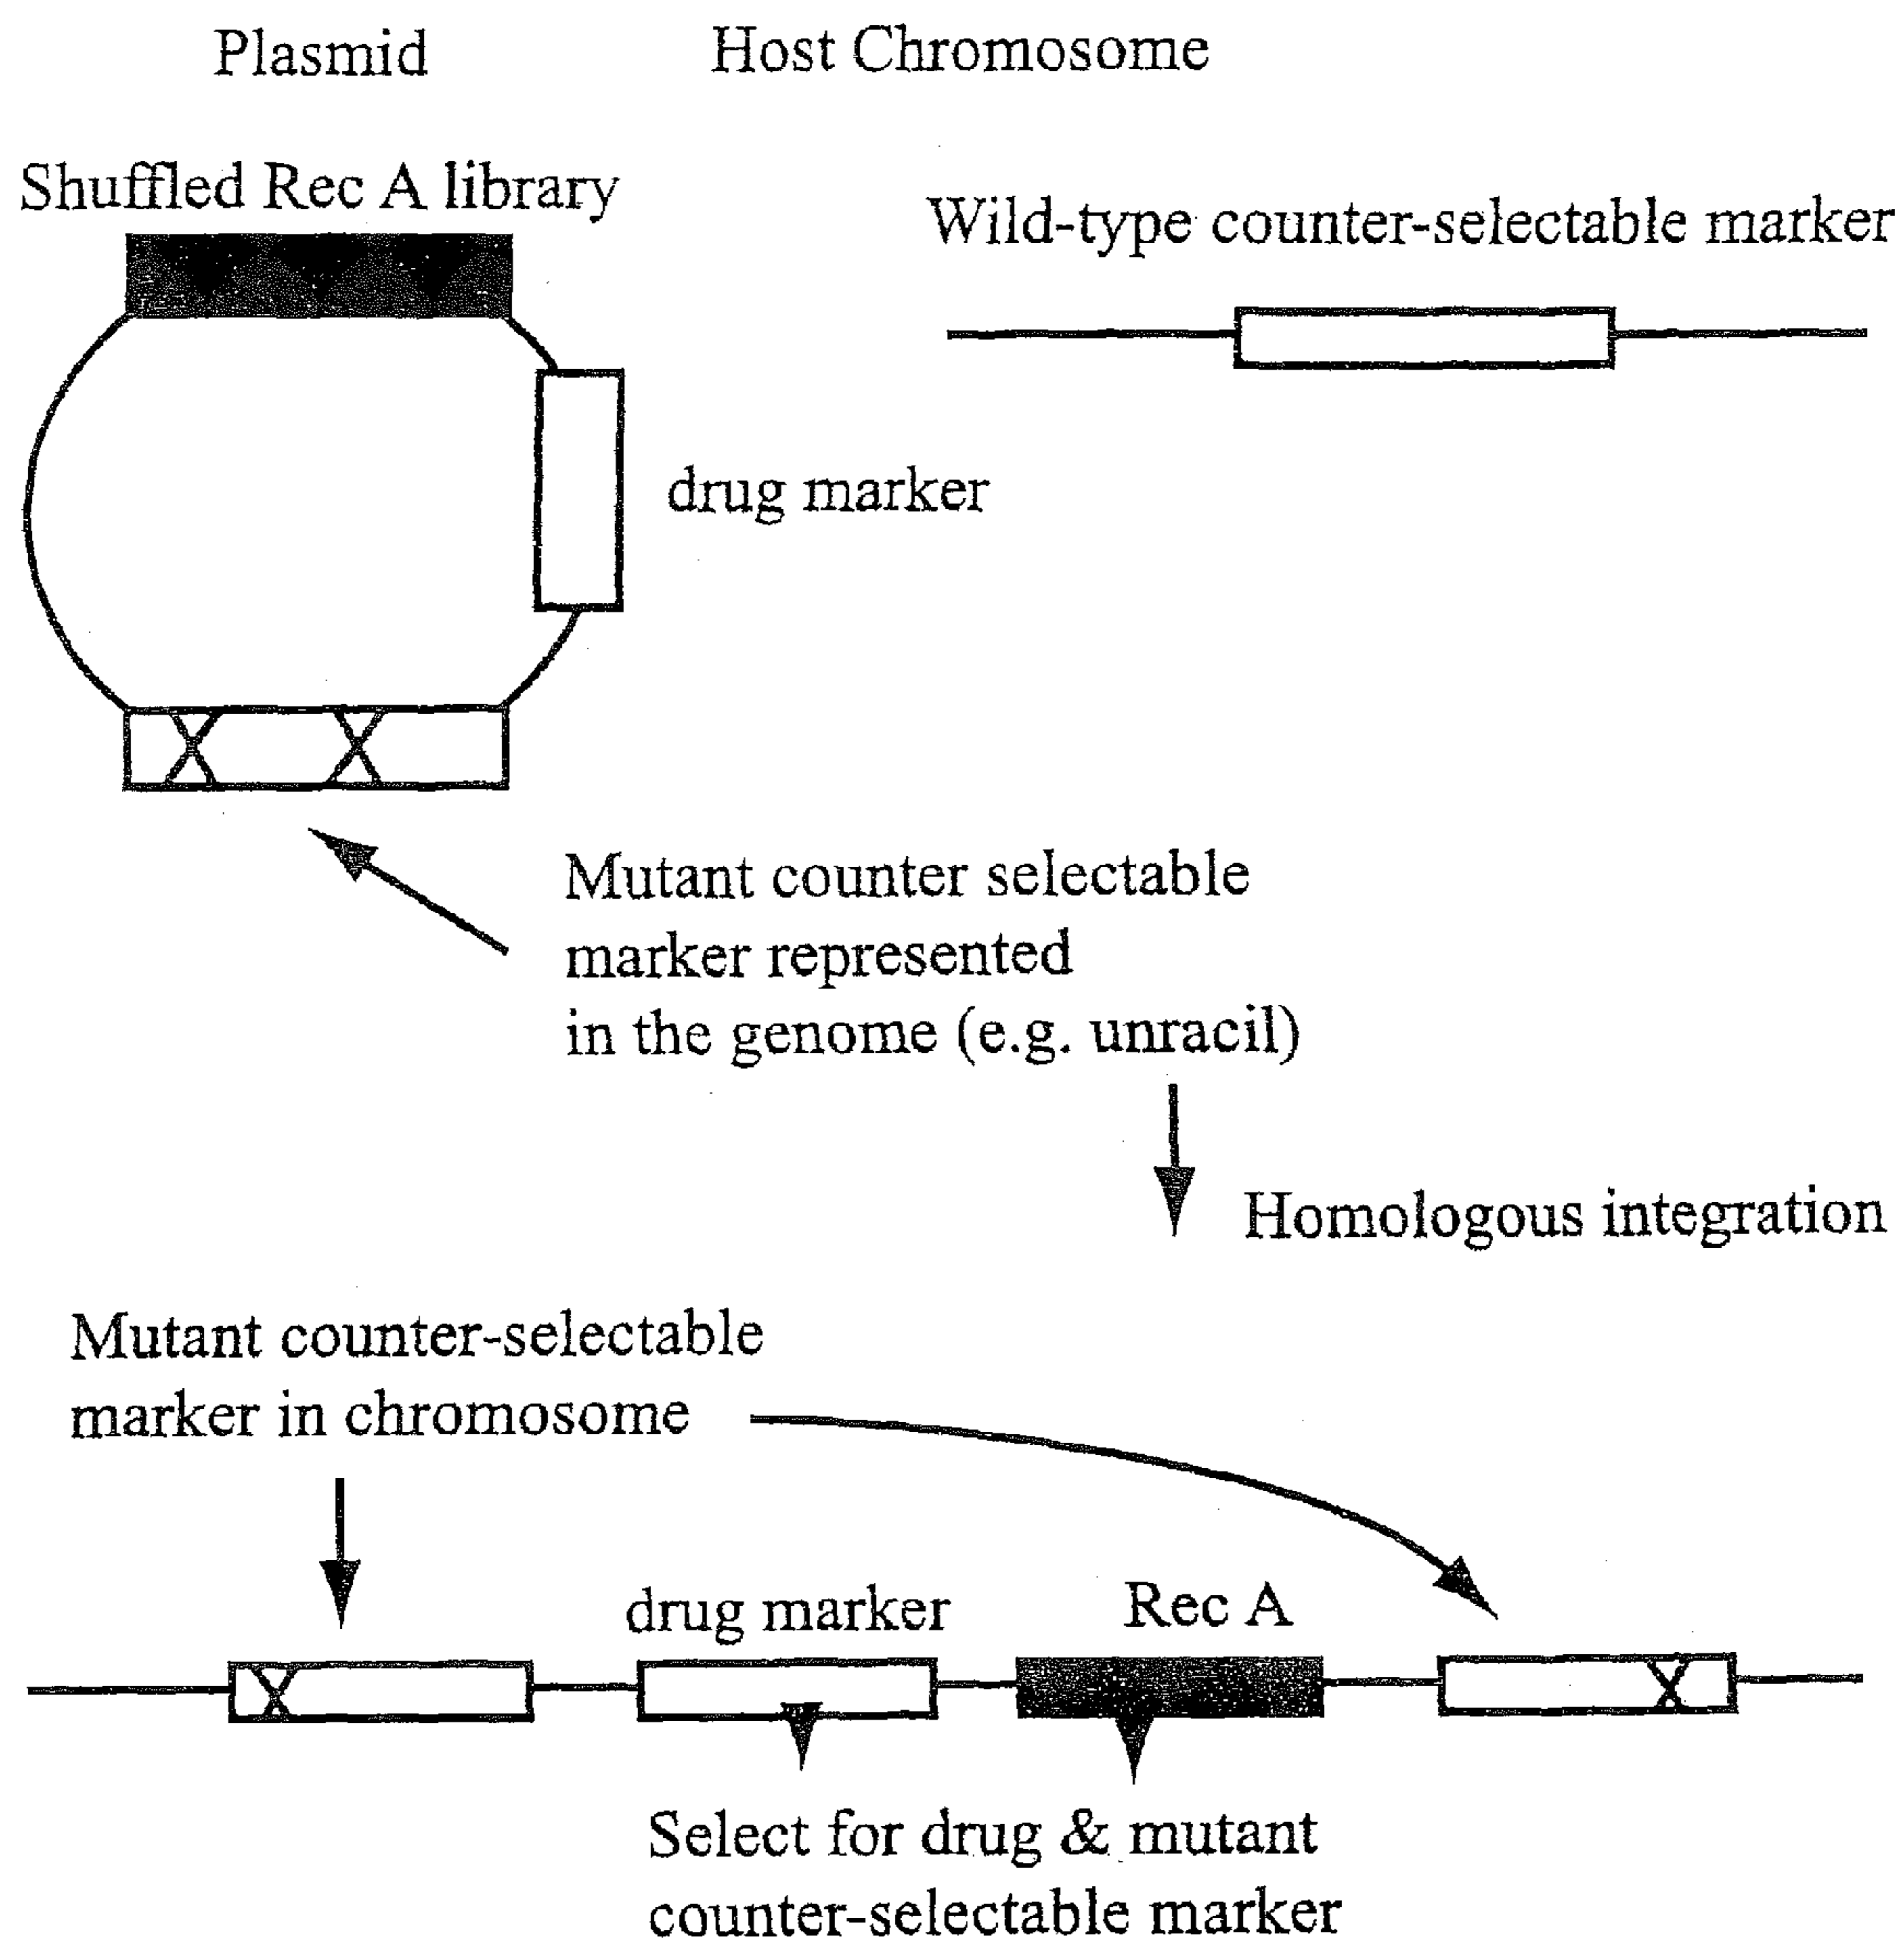 Plasmid
Host Chromosome
Shuffled Rec A library
Wild-type counter-selectable marker
drug marker
Mutant counter selectable
marker represented
in the genome (e.g. unracil)
Homologous integration
Mutant counter-selectable
marker in chromosome
drug marker
Rec A
Select for drug & mutant
counter-selectable marker